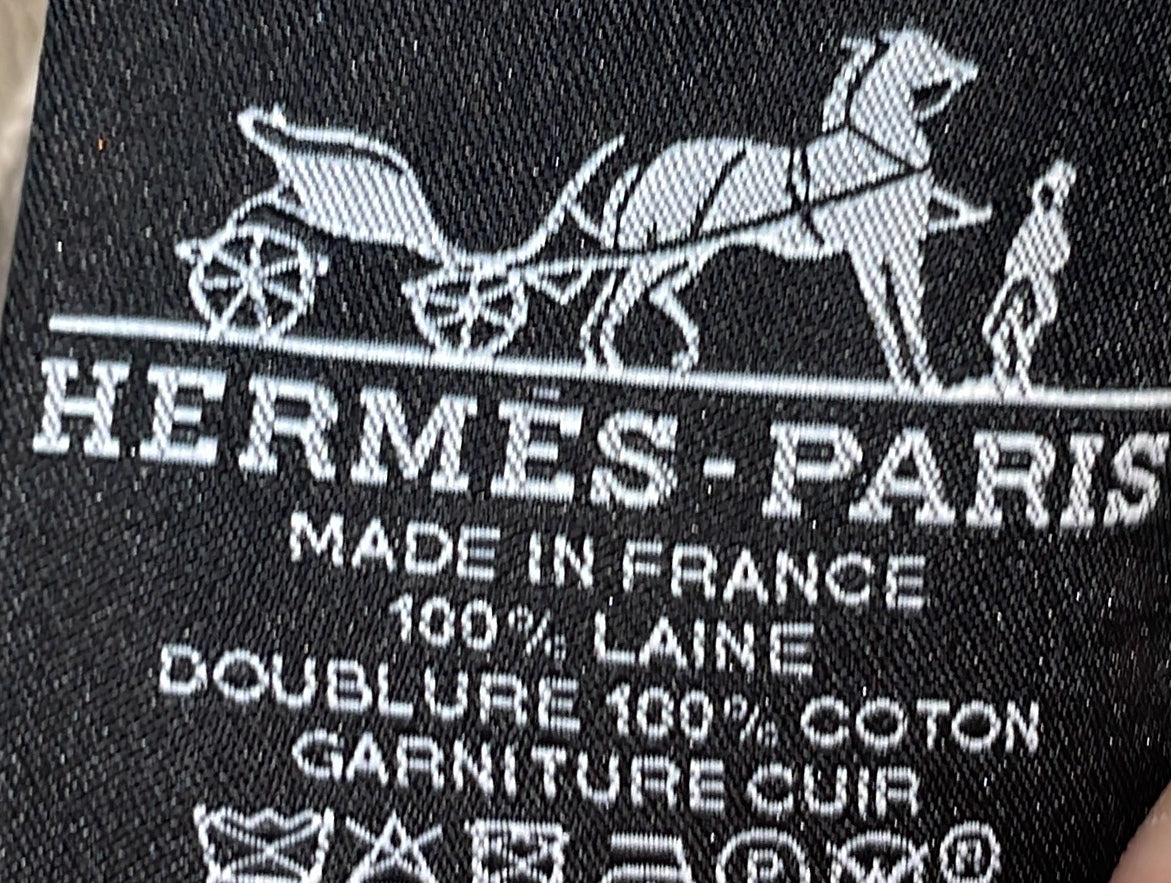 HERMÈS-PARIS
MADE IN FRANCE
100% LAINE
DOUBLURE 100% COTON
GARNITURE CUIR
P ®